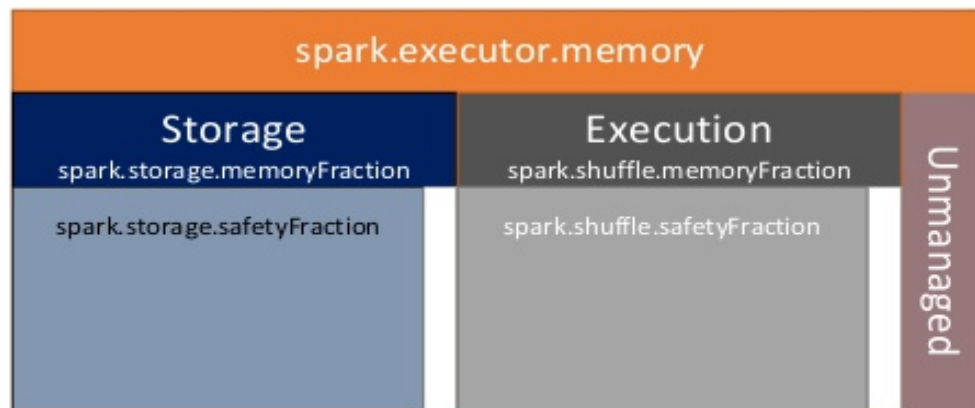 spark.executor.memory
Storage
spark.storage.memoryFraction
Execution
spark.shuffle.memoryFraction
spark.storage.safetyFraction
spark.shuffle.safetyFraction
Unmanaged